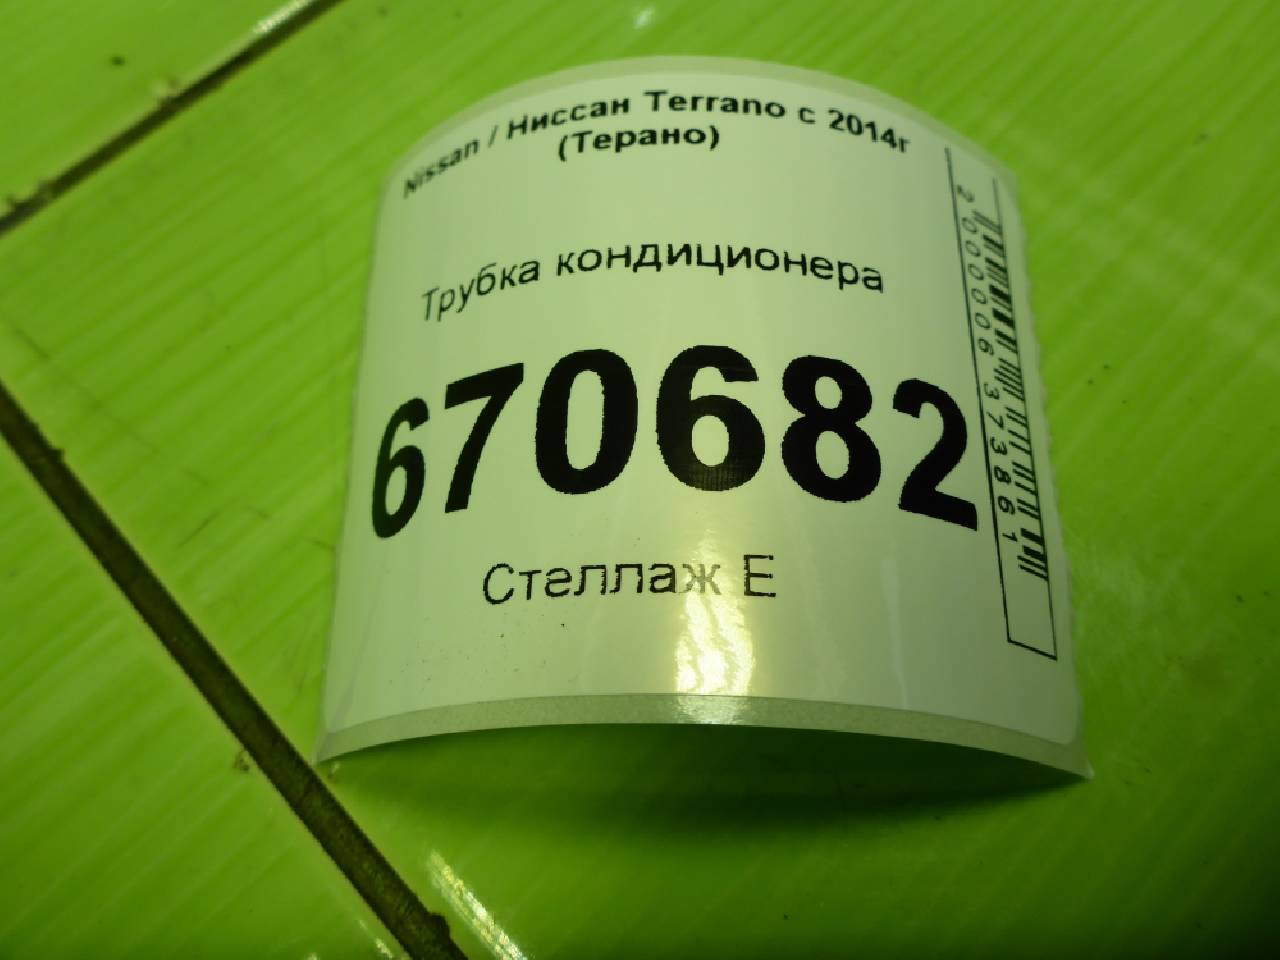 Nissan / Ниссан Terrano с 2014г
(Терано)
Трубка кондиционера
670682
Стеллаж Е
2000006373861